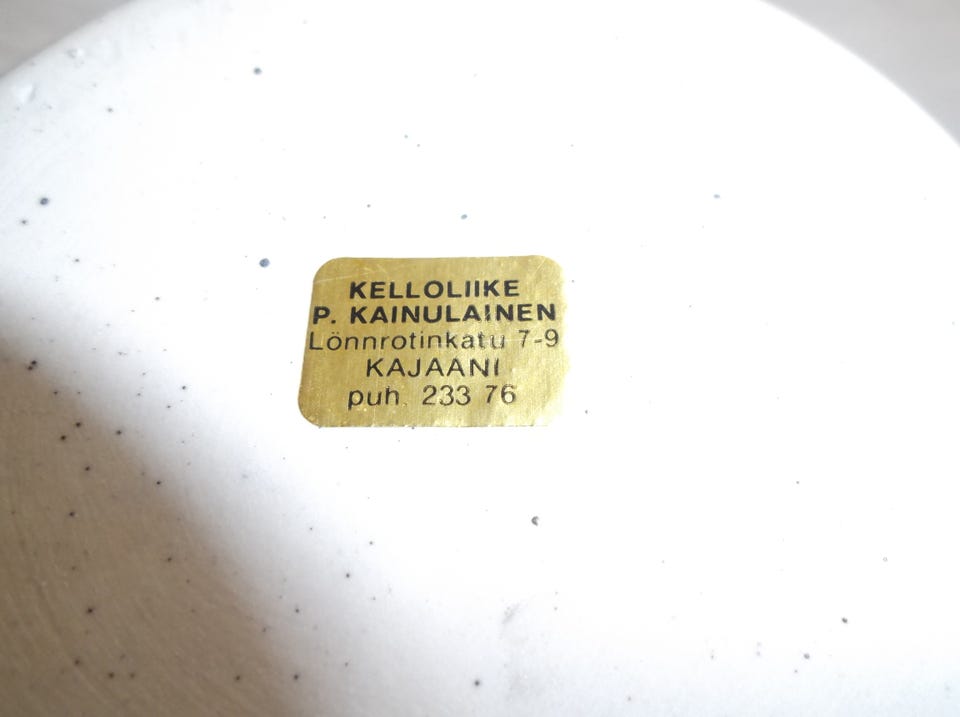 KELLOLIIKE
P. KAINULAINEN
Lönnrotinkatu 7-9
KAJAANI
puh. 233 76